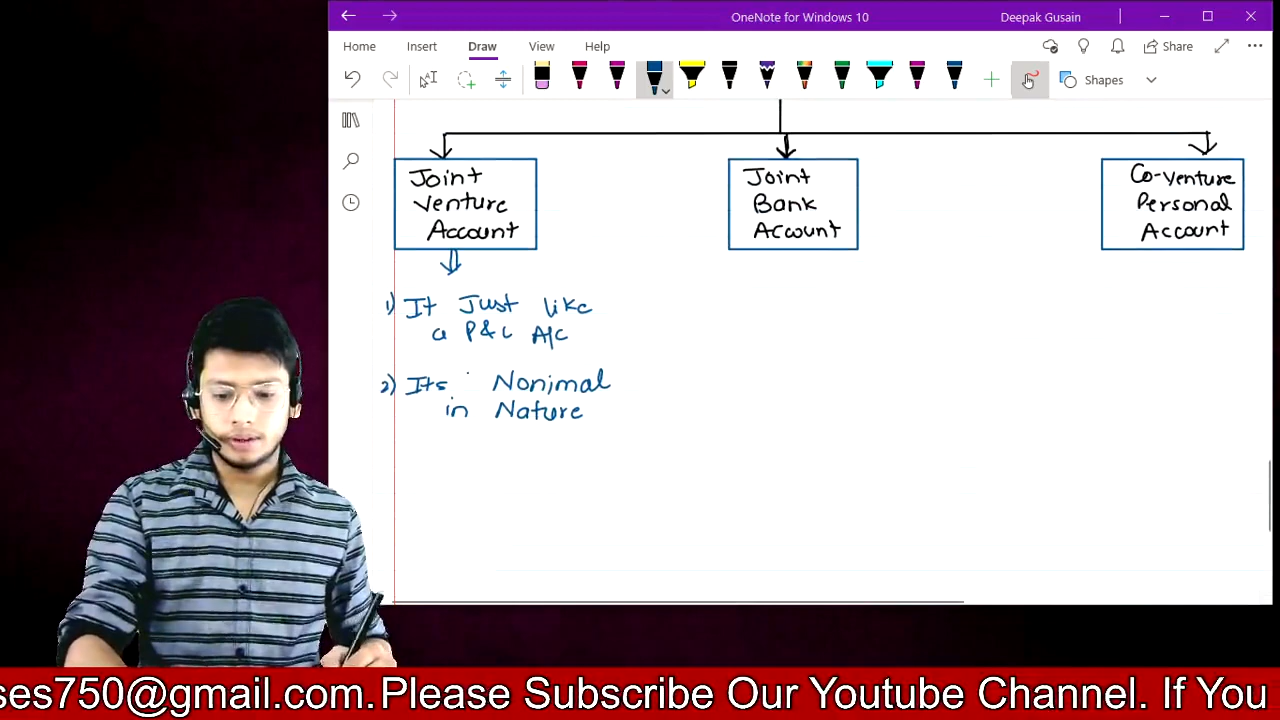 OneNote for Windows 10
Deepak Gusain
Home Insert Draw View Help
Share
Shapes
Joint
Venture
Account
Joint
Bank
Account
Co-venture
Personal
Account
1) It Just like
a P&L A/c
2) Its Nonimal
in Nature
ses750@gmail.com. Please Subscribe Our Youtube Channel. If You